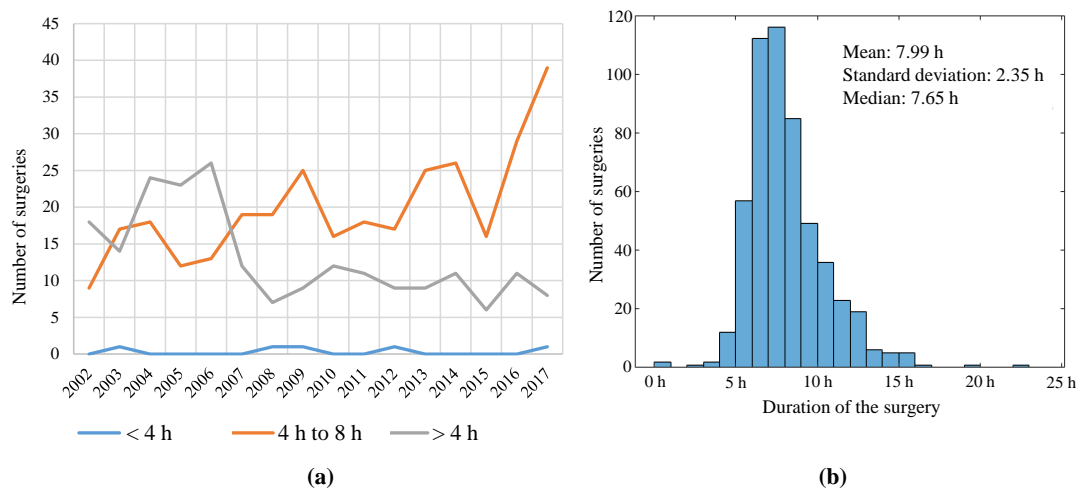 45
40
35
30
25
20
15
10
5
0
Number of surgeries
2002 2003 2004 2005 2006 2007 2008 2009 2010 2011 2012 2013 2014 2015 2016 2017
< 4 h 4 h to 8 h > 4 h
(a)
120
100
80
60
40
20
0
Number of surgeries
Mean: 7.99 h
Standard deviation: 2.35 h
Median: 7.65 h
0 h 5 h 10 h 15 h 20 h 25 h
Duration of the surgery
(b)